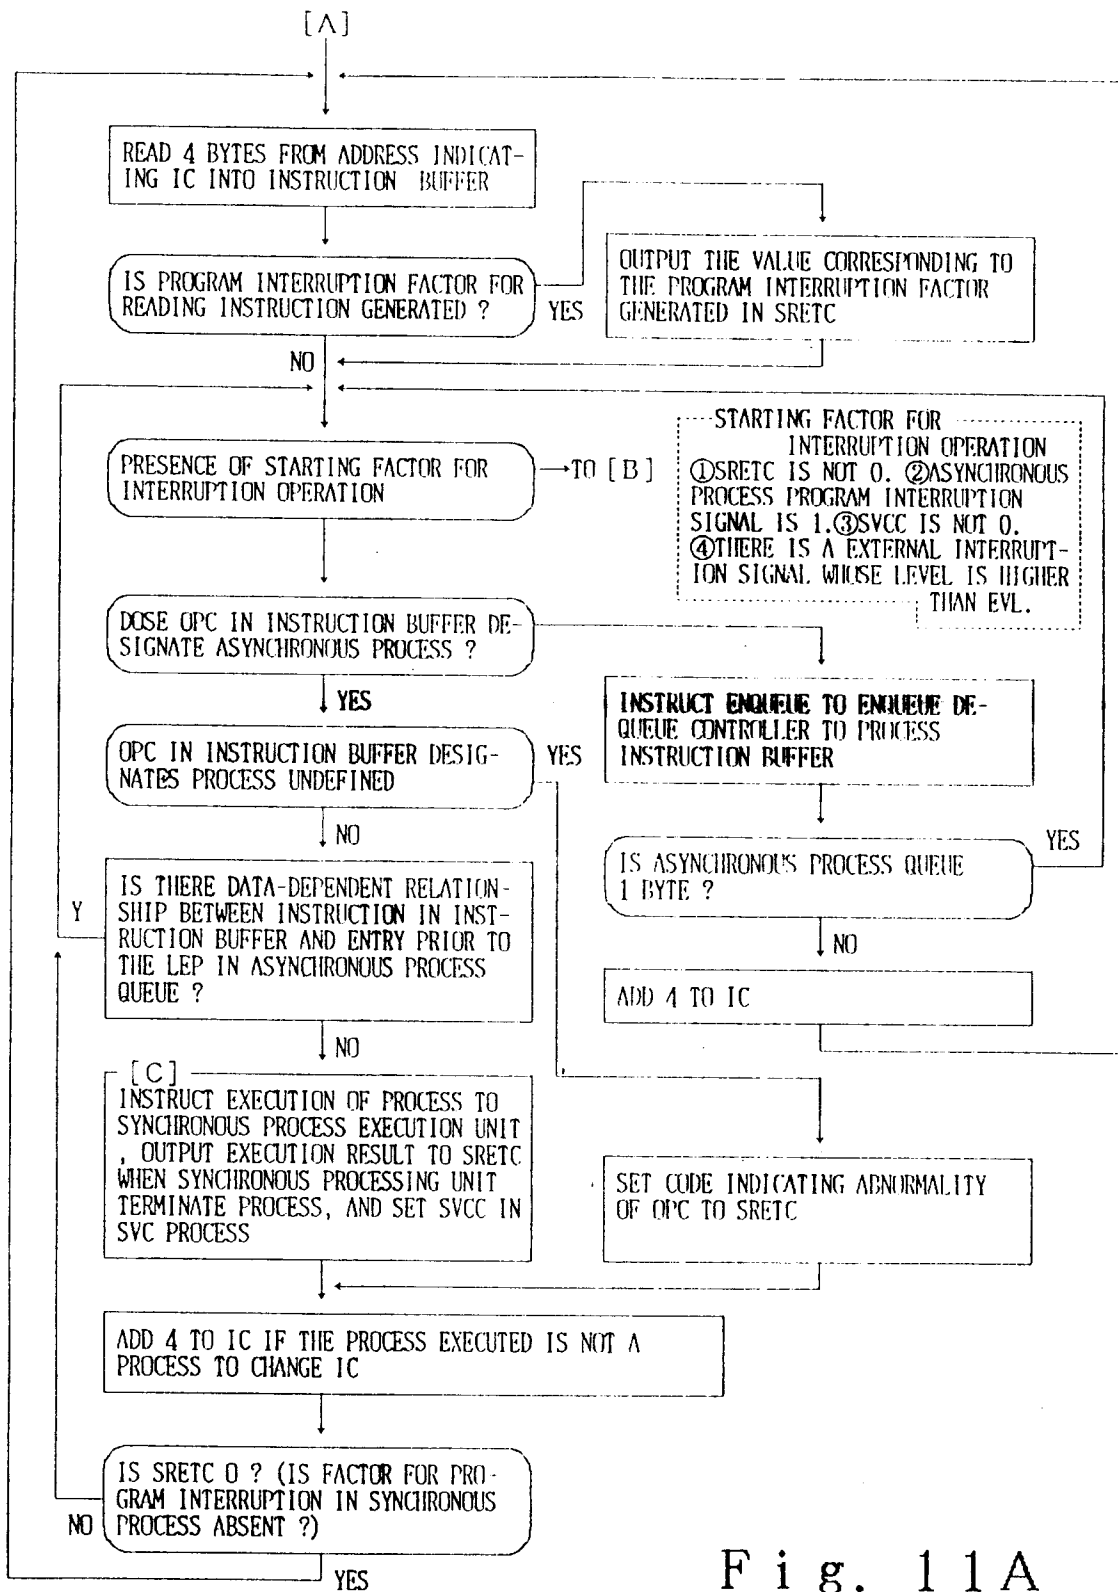 [A]
READ 4 BYTES FROM ADDRESS INDICAT-
ING IC INTO INSTRUCTION BUFFER
IS PROGRAM INTERRUPTION FACTOR FOR
READING INSTRUCTION GENERATED ?
YES
OUTPUT THE VALUE CORRESPONDING TO
THE PROGRAM INTERRUPTION FACTOR
GENERATED IN SRETC
NO
PRESENCE OF STARTING FACTOR FOR
INTERRUPTION OPERATION
TO [B]
STARTING FACTOR FOR
INTERRUPTION OPERATION
①SRETC IS NOT 0. ②ASYNCHRONOUS
PROCESS PROGRAM INTERRUPTION
SIGNAL IS 1.③SVCC IS NOT 0.
④THERE IS A EXTERNAL INTERRUPT-
ION SIGNAL WHOSE LEVEL IS HIGHER
THAN EVL.
DOSE OPC IN INSTRUCTION BUFFER DE-
SIGNATE ASYNCHRONOUS PROCESS ?
YES
INSTRUCT ENQUEUE TO ENQUEUE DE-
QUEUE CONTROLLER TO PROCESS
INSTRUCTION BUFFER
OPC IN INSTRUCTION BUFFER DESIG-
NATES PROCESS UNDEFINED
YES
NO
IS ASYNCHRONOUS PROCESS QUEUE
1 BYTE ?
YES
NO
IS THERE DATA-DEPENDENT RELATION-
SHIP BETWEEN INSTRUCTION IN INST-
RUCTION BUFFER AND ENTRY PRIOR TO
THE LEP IN ASYNCHRONOUS PROCESS
QUEUE ?
Y
NO
ADD 4 TO IC
[C]
INSTRUCT EXECUTION OF PROCESS TO
SYNCHRONOUS PROCESS EXECUTION UNIT
, OUTPUT EXECUTION RESULT TO SRETC
WHEN SYNCHRONOUS PROCESSING UNIT
TERMINATE PROCESS, AND SET SVCC IN
SVC PROCESS
SET CODE INDICATING ABNORMALITY
OF OPC TO SRETC
ADD 4 TO IC IF THE PROCESS EXECUTED IS NOT A
PROCESS TO CHANGE IC
IS SRETC 0 ? (IS FACTOR FOR PRO-
GRAM INTERRUPTION IN SYNCHRONOUS
PROCESS ABSENT ?)
NO
YES
Fig. 11A